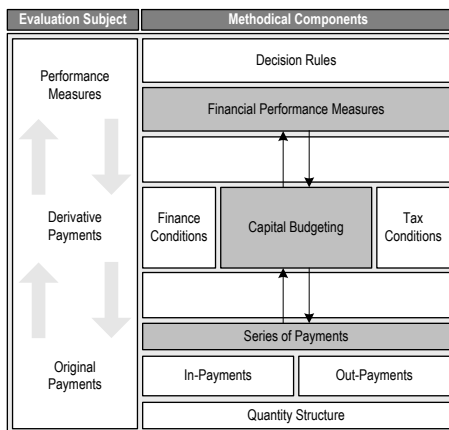 Evaluation Subject
Methodical Components
Performance
Measures
Decision Rules
Financial Performance Measures
Derivative
Payments
Finance
Conditions
Capital Budgeting
Tax
Conditions
Series of Payments
Original
Payments
In-Payments
Out-Payments
Quantity Structure